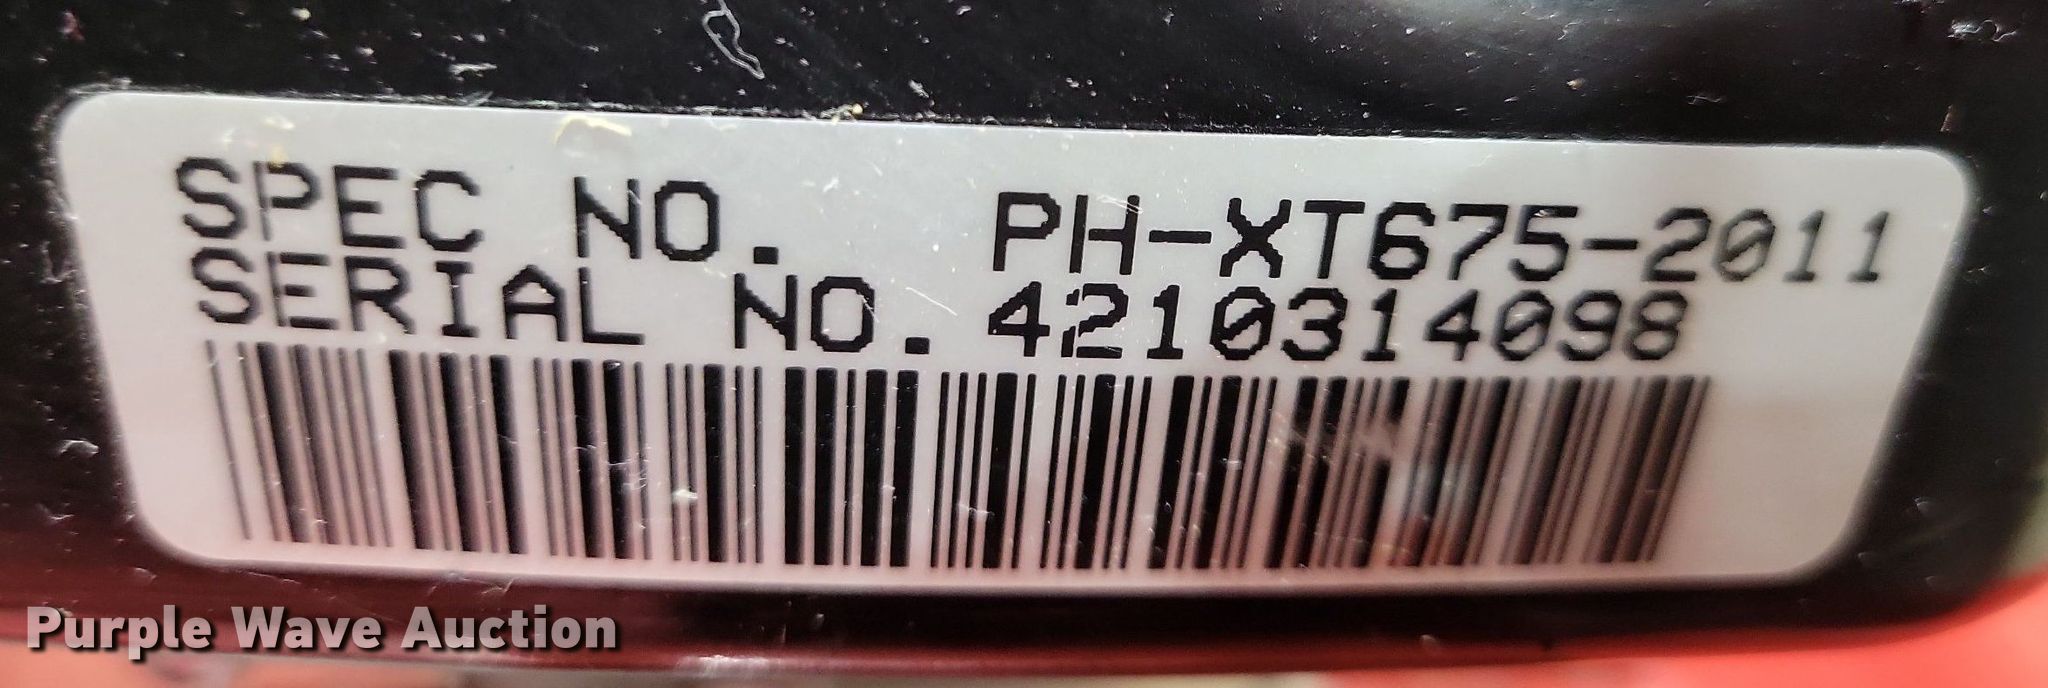 SPEC NO. PH-XT675-2011
SERIAL NO. 4210314098
Purple Wave Auction